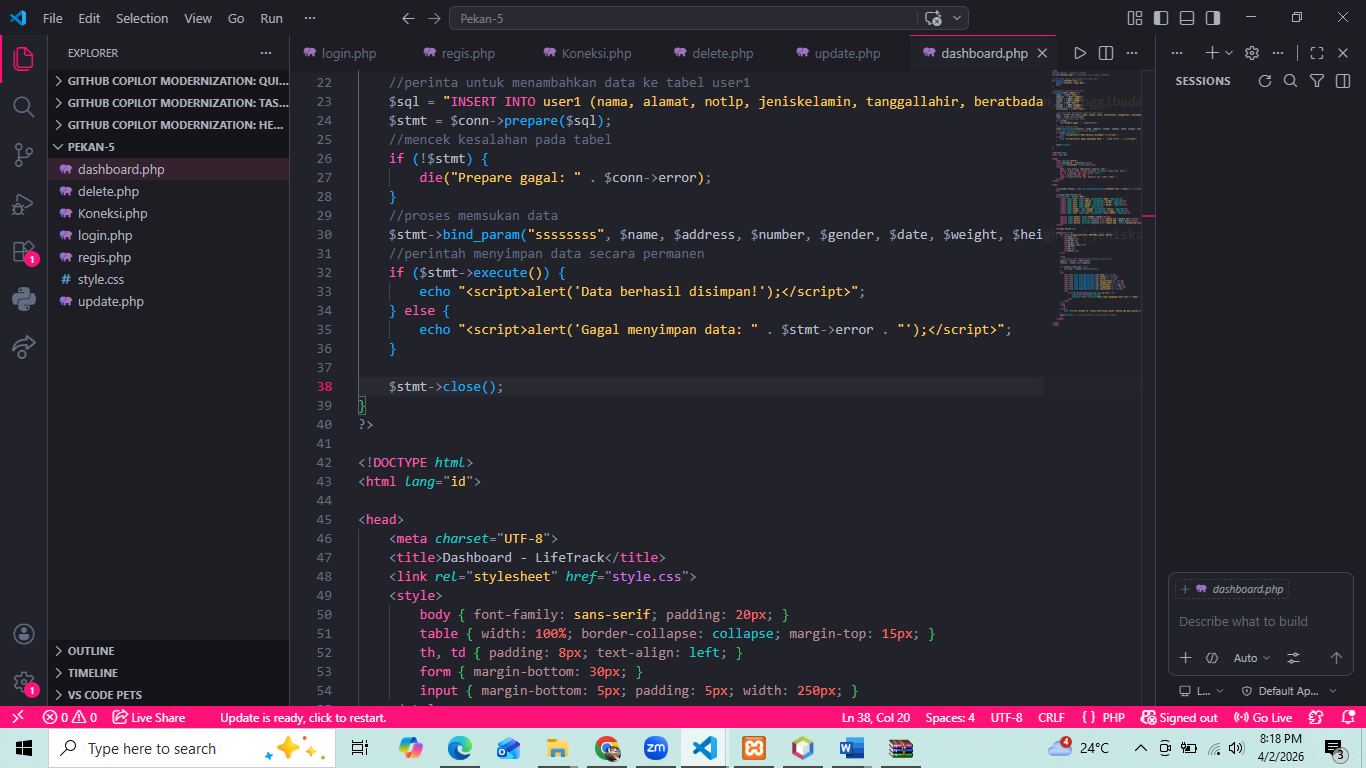 File Edit Selection View Go Run ··· Pekan-5
EXPLORER ···
GITHUB COPILOT MODERNIZATION: QUI...
GITHUB COPILOT MODERNIZATION: TAS...
GITHUB COPILOT MODERNIZATION: HE...
PEKAN-5
dashboard.php
delete.php
Koneksi.php
login.php
regis.php
# style.css
update.php
OUTLINE
TIMELINE
VS CODE PETS
login.php regis.php Koneksi.php delete.php update.php dashboard.php ···
22 //perinta untuk menambahkan data ke tabel user1
23 $sql = "INSERT INTO user1 (nama, alamat, notlp, jeniskelamin, tanggallahir, beratbada
24 $stmt = $conn->prepare($sql);
25 //mencek kesalahan pada tabel
26 if (!$stmt) {
27 die("Prepare gagal: " . $conn->error);
28 }
29 //proses memsukan data
30 $stmt->bind_param("ssssssss", $name, $address, $number, $gender, $date, $weight, $hei
31 //perintah menyimpan data secara permanen
32 if ($stmt->execute()) {
33 echo "<script>alert('Data berhasil disimpan!');</script>";
34 } else {
35 echo "<script>alert('Gagal menyimpan data: " . $stmt->error . "');</script>";
36 }
37
38 $stmt->close();
39 }
40 ?>
41
42 <!DOCTYPE html>
43 <html lang="id">
44
45 <head>
46 <meta charset="UTF-8">
47 <title>Dashboard - LifeTrack</title>
48 <link rel="stylesheet" href="style.css">
49 <style>
50 body { font-family: sans-serif; padding: 20px; }
51 table { width: 100%; border-collapse: collapse; margin-top: 15px; }
52 th, td { padding: 8px; text-align: left; }
53 form { margin-bottom: 30px; }
54 input { margin-bottom: 5px; padding: 5px; width: 250px; }
SESSIONS
dashboard.php
Describe what to build
Auto
L... Default Ap...
0 0 Live Share Update is ready, click to restart. Ln 38, Col 20 Spaces: 4 UTF-8 CRLF { } PHP Signed out Go Live
Type here to search zm W 4 24°C 8:18 PM
4/2/2026 3